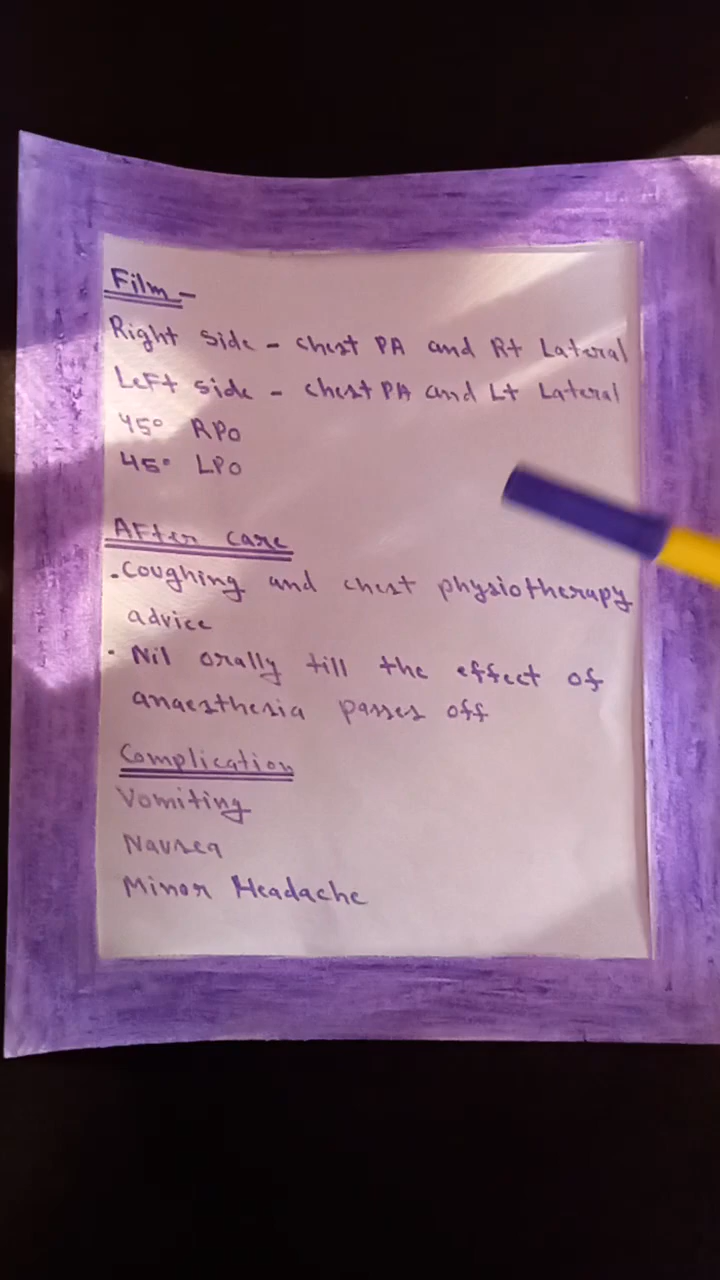 Film -
Right side - chest PA and Rt Lateral
Left side - chest PA and Lt Lateral
45° RPO
45° LPO
After care
. Coughing and chest physiotherapy
advice
. Nil orally till the effect of
anaesthesia passes off
Complication
Vomiting
Nausea
Minor Headache